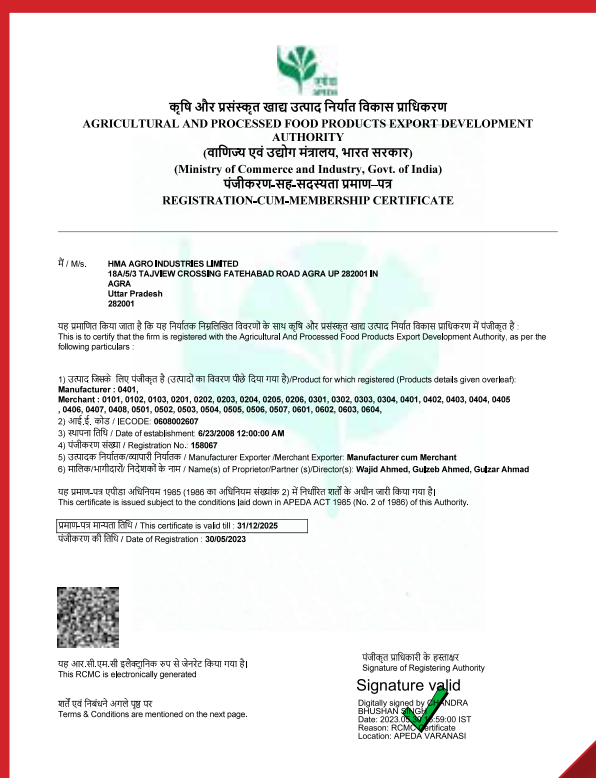 एपीडा
APEDA
कृषि और प्रसंस्कृत खाद्य उत्पाद निर्यात विकास प्राधिकरण
AGRICULTURAL AND PROCESSED FOOD PRODUCTS EXPORT DEVELOPMENT
AUTHORITY
(वाणिज्य एवं उद्योग मंत्रालय, भारत सरकार)
(Ministry of Commerce and Industry, Govt. of India)
पंजीकरण-सह-सदस्यता प्रमाण–पत्र
REGISTRATION-CUM-MEMBERSHIP CERTIFICATE
मैं / M/s. HMA AGRO INDUSTRIES LIMITED
18A/5/3 TAJVIEW CROSSING FATEHABAD ROAD AGRA UP 282001 IN
AGRA
Uttar Pradesh
282001
यह प्रमाणित किया जाता है कि यह निर्यातक निम्नलिखित विवरणों के साथ कृषि और प्रसंस्कृत खाद्य उत्पाद निर्यात विकास प्राधिकरण में पंजीकृत है :
This is to certify that the firm is registered with the Agricultural And Processed Food Products Export Development Authority, as per the
following particulars :
1) उत्पाद जिसके लिए पंजीकृत है (उत्पादों का विवरण पीछे दिया गया है)/Product for which registered (Products details given overleaf):
Manufacturer : 0401,
Merchant : 0101, 0102, 0103, 0201, 0202, 0203, 0204, 0205, 0206, 0301, 0302, 0303, 0304, 0401, 0402, 0403, 0404, 0405
, 0406, 0407, 0408, 0501, 0502, 0503, 0504, 0505, 0506, 0507, 0601, 0602, 0603, 0604,
2) आई.ई. कोड / IECODE: 0608002607
3) स्थापना तिथि / Date of establishment: 6/23/2008 12:00:00 AM
4) पंजीकरण संख्या / Registration No.: 158067
5) उत्पादक निर्यातक/व्यापारी निर्यातक / Manufacturer Exporter /Merchant Exporter: Manufacturer cum Merchant
6) मालिक/भागीदारों/ निदेशकों के नाम / Name(s) of Proprietor/Partner (s)/Director(s): Wajid Ahmed, Gulzeb Ahmed, Gulzar Ahmad
यह प्रमाण-पत्र एपीडा अधिनियम 1985 (1986 का अधिनियम संख्यांक 2) में निर्धारित शर्तों के अधीन जारी किया गया है|
This certificate is issued subject to the conditions laid down in APEDA ACT 1985 (No. 2 of 1986) of this Authority.
प्रमाण-पत्र मान्यता तिथि / This certificate is valid till : 31/12/2025
पंजीकरण की तिथि / Date of Registration : 30/05/2023
यह आर.सी.एम.सी इलैक्ट्रानिक रुप से जेनरेट किया गया है|
This RCMC is electronically generated
शर्तें एवं निबंधने अगले पृष्ठ पर
Terms & Conditions are mentioned on the next page.
पंजीकृत प्राधिकारी के हस्ताक्षर
Signature of Registering Authority
Signature valid
Digitally signed by CHANDRA
BHUSHAN SINGH
Date: 2023.05.30 :59:00 IST
Reason: RCMC Certificate
Location: APEDA VARANASI